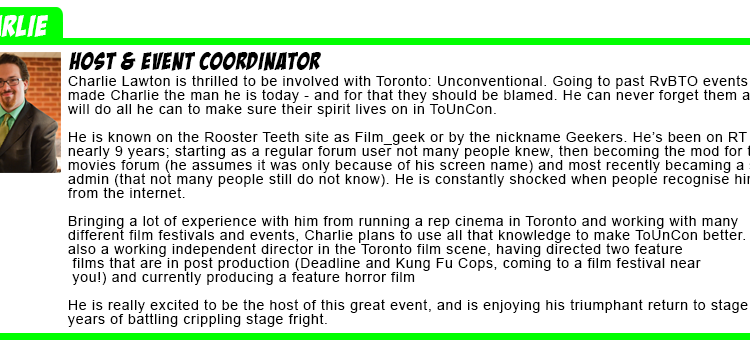 RLIE
HOST & EVENT COORDINATOR
Charlie Lawton is thrilled to be involved with Toronto: Unconventional. Going to past RvBTO events
made Charlie the man he is today - and for that they should be blamed. He can never forget them a
will do all he can to make sure their spirit lives on in ToUnCon.
He is known on the Rooster Teeth site as Film_geek or by the nickname Geekers. He's been on RT
nearly 9 years; starting as a regular forum user not many people knew, then becoming the mod for
movies forum (he assumes it was only because of his screen name) and most recently becaming a
admin (that not many people still do not know). He is constantly shocked when people recognise
from the internet.
Bringing a lot of experience with him from running a rep cinema in Toronto and working with many
different film festivals and events, Charlie plans to use all that knowledge to make ToUnCon better.
also a working independent director in the Toronto film scene, having directed two feature
films that are in post production (Deadline and Kung Fu Cops, coming to a film festival near
you!) and currently producing a feature horror film
He is really excited to be the host of this great event, and is enjoying his triumphant return to stage
years of battling crippling stage fright.